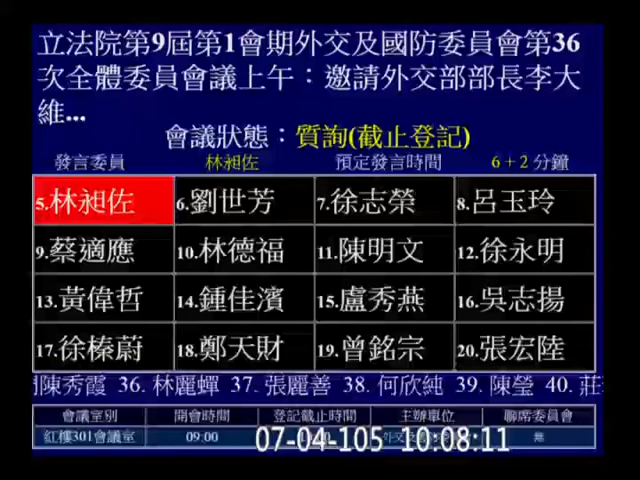 立法院第9屆第1會期外交及國防委員會第36
次全體委員會議上午：邀請外交部部長李大
維...
會議狀態：質詢(截止登記)
發言委員 林昶佐 預定發言時間 6+2 分鐘
5.林昶佐 6.劉世芳 7.徐志榮 8.呂玉玲
9.蔡適應 10.林德福 11.陳明文 12.徐永明
13.黃偉哲 14.鍾佳濱 15.盧秀燕 16.吳志揚
17.徐榛蔚 18.鄭天財 19.曾銘宗 20.張宏陸
陳秀霞 36. 林麗蟬 37. 張麗善 38. 何欣純 39. 陳瑩 40. 莊
會議室別 開會時間 登記截止時間 主辦單位 聯席委員會
紅樓301會議室 09:00 無
07-04-105 10:08:11